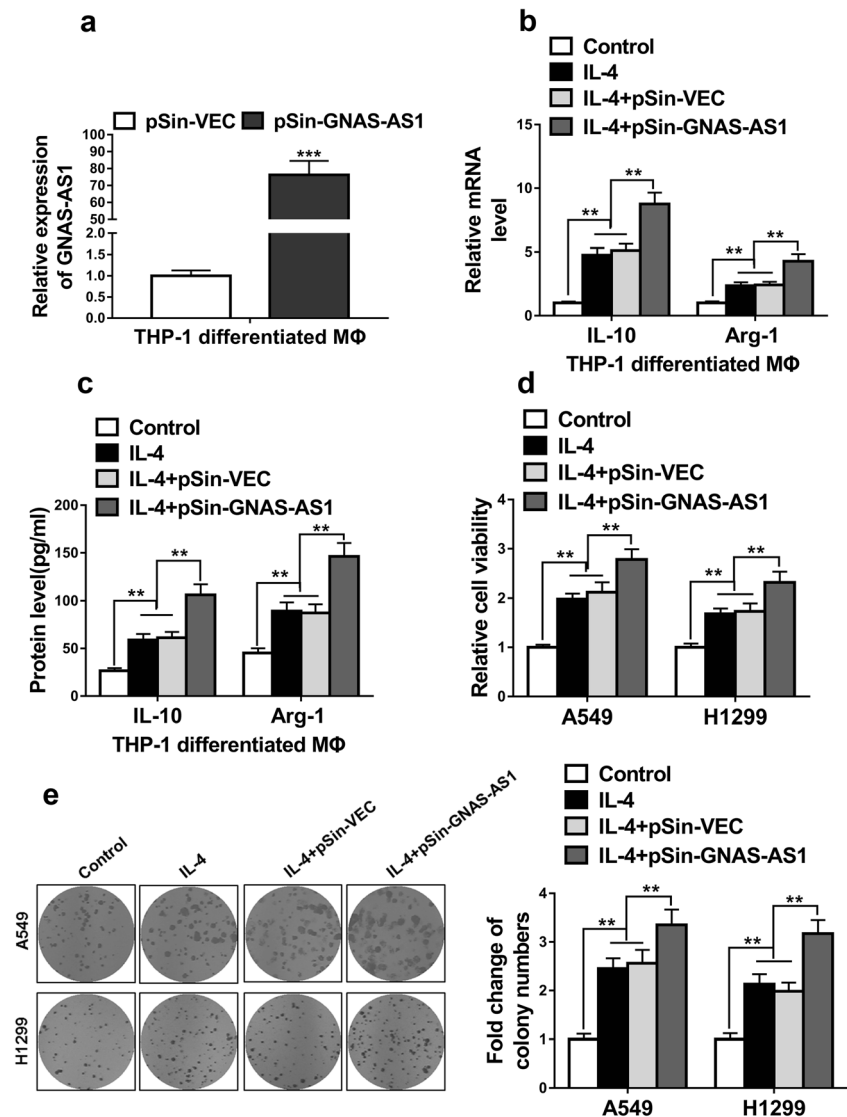 a
pSin-VEC pSin-GNAS-AS1
Relative expression
of GNAS-AS1
100
90
80
70
60
50
2.0
1.5
1.0
0.5
0.0
***
THP-1 differentiated MΦ
b
Control
IL-4
IL-4+pSin-VEC
IL-4+pSin-GNAS-AS1
Relative mRNA
level
15
10
5
0
** ** ** **
IL-10 Arg-1
THP-1 differentiated MΦ
c
Control
IL-4
IL-4+pSin-VEC
IL-4+pSin-GNAS-AS1
Protein level(pg/ml)
200
150
100
50
0
** ** ** **
IL-10 Arg-1
THP-1 differentiated MΦ
d
Control
IL-4
IL-4+pSin-VEC
IL-4+pSin-GNAS-AS1
Relative cell viability
4
3
2
1
0
** ** ** **
A549 H1299
e
Control IL-4 IL-4+pSin-VEC IL-4+pSin-GNAS-AS1
A549
H1299
Control
IL-4
IL-4+pSin-VEC
IL-4+pSin-GNAS-AS1
Fold change of
colony numbers
4
3
2
1
0
** ** ** **
A549 H1299